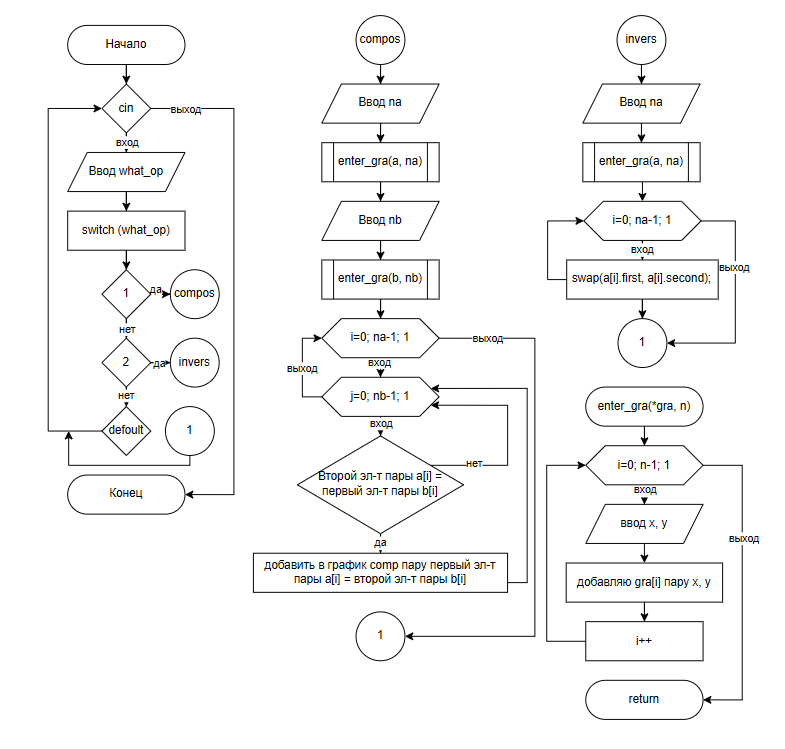 Начало
cin
выход
вход
Ввод what_op
switch (what_op)
1
да
compos
нет
2
да
invers
нет
defoult
1
Конец
compos
Ввод na
enter_gra(a, na)
Ввод nb
enter_gra(b, nb)
i=0; na-1; 1
выход
вход
выход
j=0; nb-1; 1
вход
Второй эл-т пары a[i] =
первый эл-т пары b[i]
нет
да
добавить в график comp пару первый эл-т
пары a[i] = второй эл-т пары b[i]
1
invers
Ввод na
enter_gra(a, na)
i=0; na-1; 1
вход
выход
swap(a[i].first, a[i].second);
1
enter_gra(*gra, n)
i=0; n-1; 1
вход
ввод x, y
выход
добавляю gra[i] пару x, y
i++
return